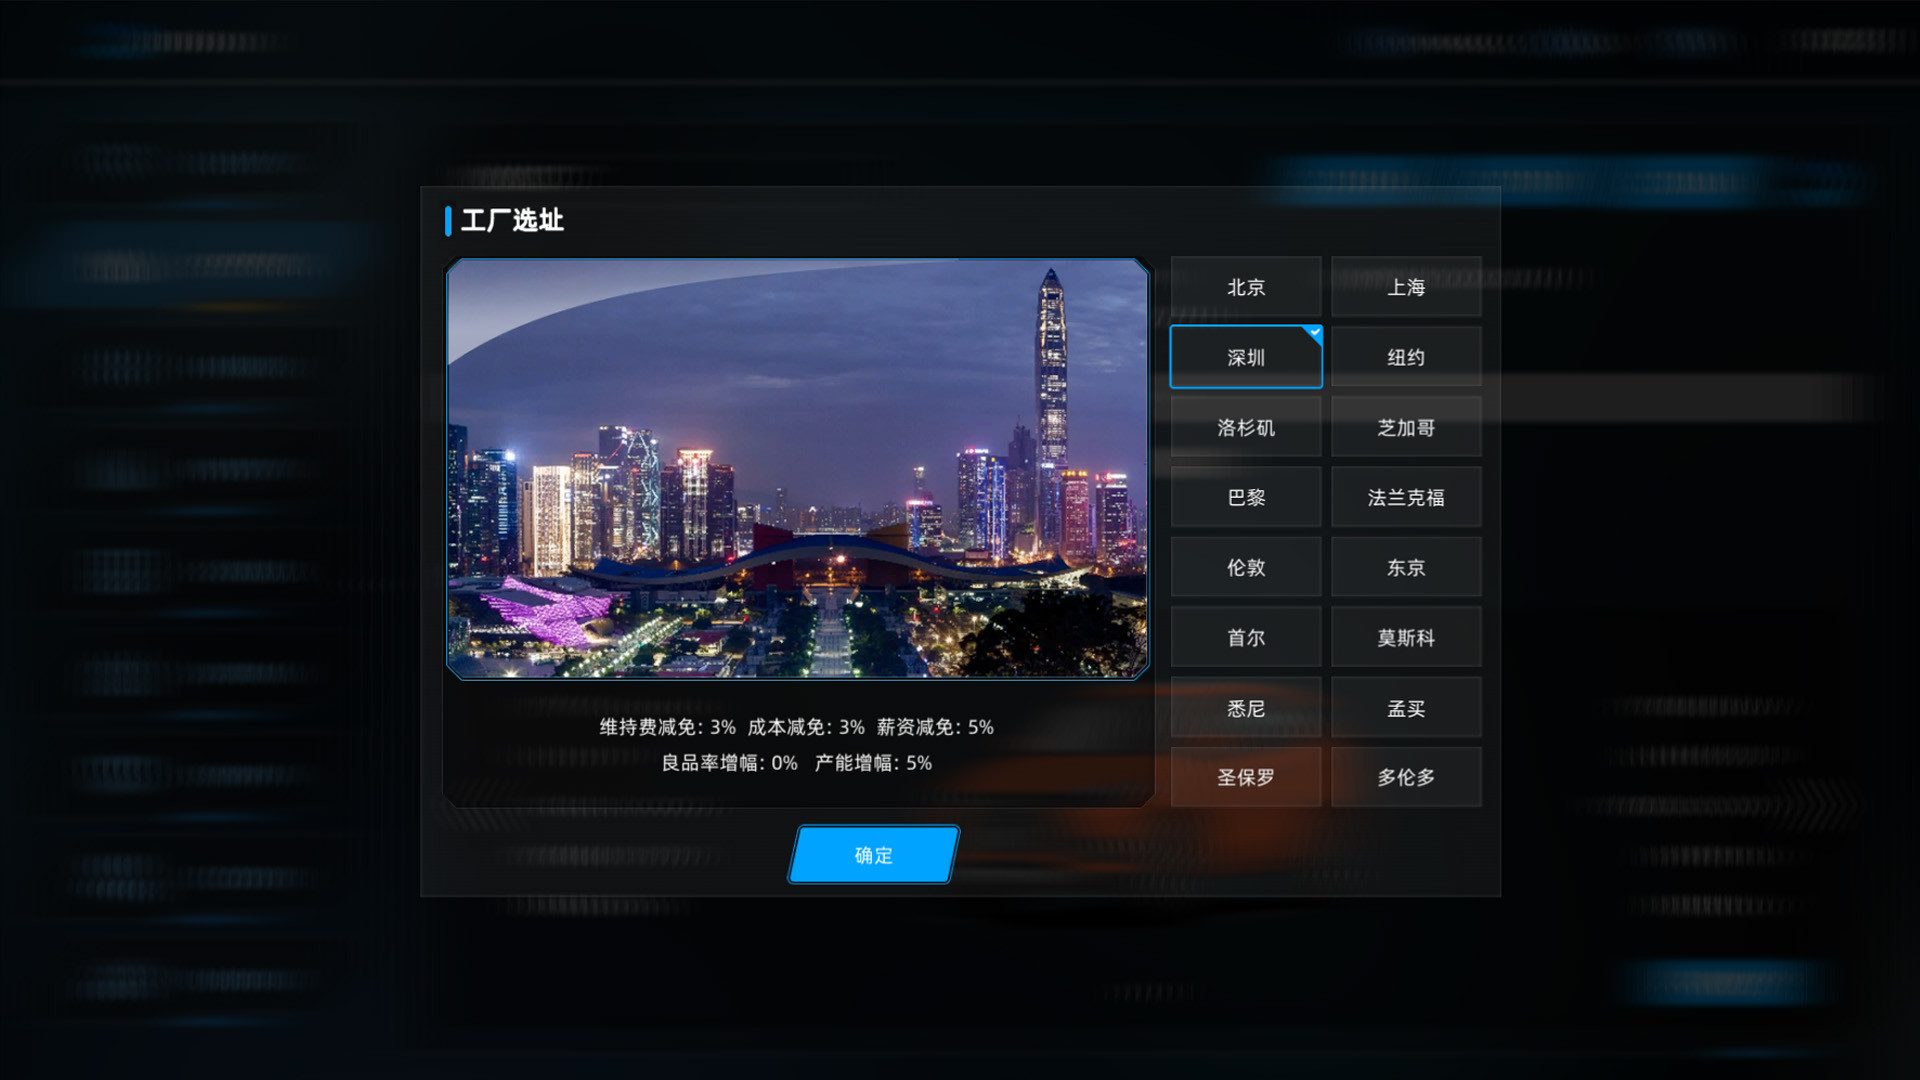 工厂选址
北京
上海
深圳
纽约
洛杉矶
芝加哥
巴黎
法兰克福
伦敦
东京
首尔
莫斯科
悉尼
孟买
圣保罗
多伦多
维持费减免: 3% 成本减免: 3% 薪资减免: 5%
良品率增幅: 0% 产能增幅: 5%
确定